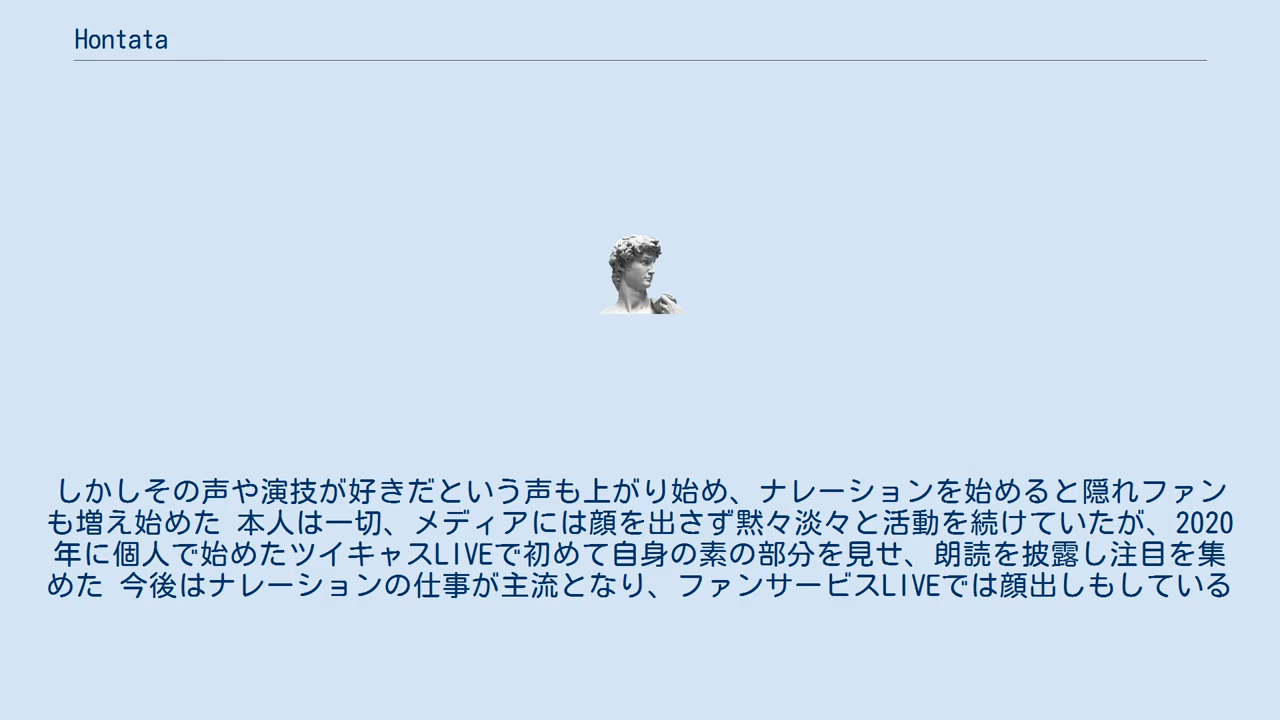 Hontata
しかしその声や演技が好きだという声も上がり始め、ナレーションを始めると隠れファン
も増え始めた 本人は一切、メディアには顔を出さず黙々淡々と活動を続けていたが、2020
年に個人で始めたツイキャスLIVEで初めて自身の素の部分を見せ、朗読を披露し注目を集
めた 今後はナレーションの仕事が主流となり、ファンサービスLIVEでは顔出しもしている